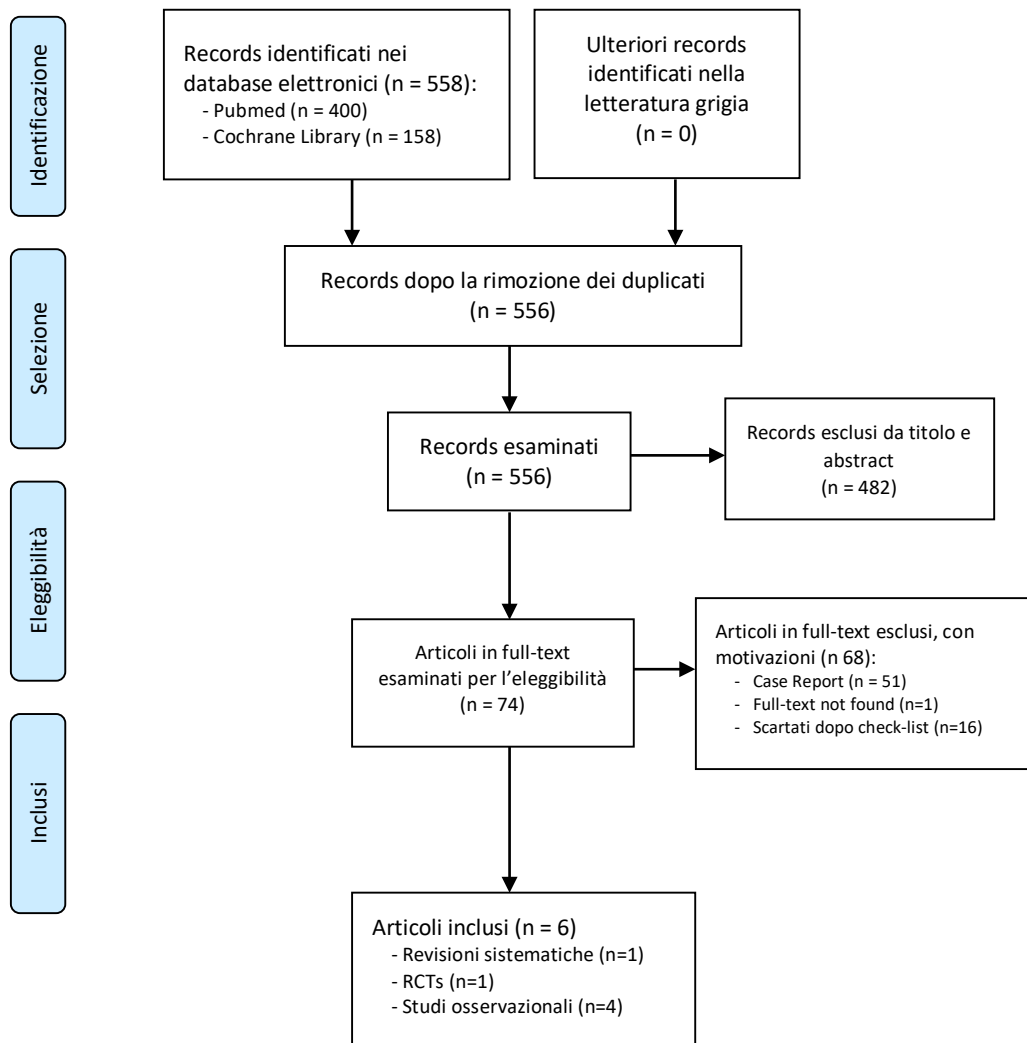 Identificazione
Records identificati nei
database elettronici (n = 558):
- Pubmed (n = 400)
- Cochrane Library (n = 158)
Ulteriori records
identificati nella
letteratura grigia
(n = 0)
Selezione
Records dopo la rimozione dei duplicati
(n = 556)
Records esaminati
(n = 556)
Records esclusi da titolo e
abstract
(n = 482)
Eleggibilità
Articoli in full-text
esaminati per l'eleggibilità
(n = 74)
Articoli in full-text esclusi, con
motivazioni (n 68):
- Case Report (n = 51)
- Full-text not found (n=1)
- Scartati dopo check-list (n=16)
Inclusi
Articoli inclusi (n = 6)
- Revisioni sistematiche (n=1)
- RCTs (n=1)
- Studi osservazionali (n=4)